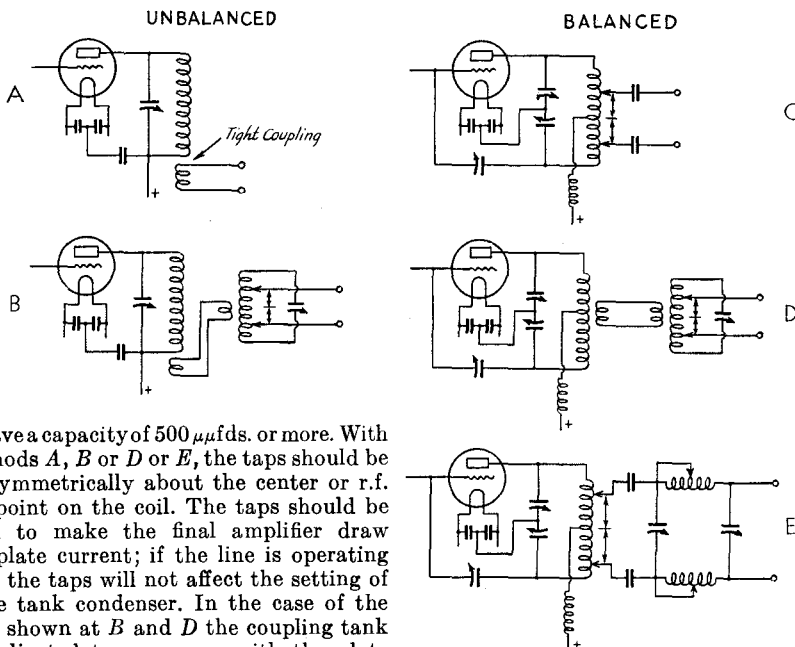 UNBALANCED
BALANCED
A
Tight Coupling
+
C
+
B
+
D
+
E
+
ve a capacity of 500 μμfds. or more. With
nods A, B or D or E, the taps should be
ymmetrically about the center or r.f.
point on the coil. The taps should be
to make the final amplifier draw
plate current; if the line is operating
the taps will not affect the setting of
e tank condenser. In the case of the
shown at B and D the coupling tank